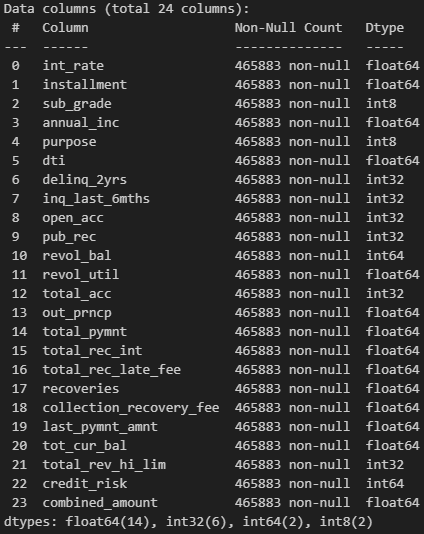 Data columns (total 24 columns):
 #   Column                   Non-Null Count   Dtype
---  ------                   --------------   -----
 0   int_rate                 465883 non-null  float64
 1   installment              465883 non-null  float64
 2   sub_grade                465883 non-null  int8
 3   annual_inc               465883 non-null  float64
 4   purpose                  465883 non-null  int8
 5   dti                      465883 non-null  float64
 6   delinq_2yrs              465883 non-null  int32
 7   inq_last_6mths           465883 non-null  int32
 8   open_acc                 465883 non-null  int32
 9   pub_rec                  465883 non-null  int32
 10  revol_bal                465883 non-null  int64
 11  revol_util               465883 non-null  float64
 12  total_acc                465883 non-null  int32
 13  out_prncp                465883 non-null  float64
 14  total_pymnt              465883 non-null  float64
 15  total_rec_int            465883 non-null  float64
 16  total_rec_late_fee       465883 non-null  float64
 17  recoveries               465883 non-null  float64
 18  collection_recovery_fee  465883 non-null  float64
 19  last_pymnt_amnt          465883 non-null  float64
 20  tot_cur_bal              465883 non-null  float64
 21  total_rev_hi_lim         465883 non-null  int32
 22  credit_risk              465883 non-null  int64
 23  combined_amount          465883 non-null  float64
dtypes: float64(14), int32(6), int64(2), int8(2)